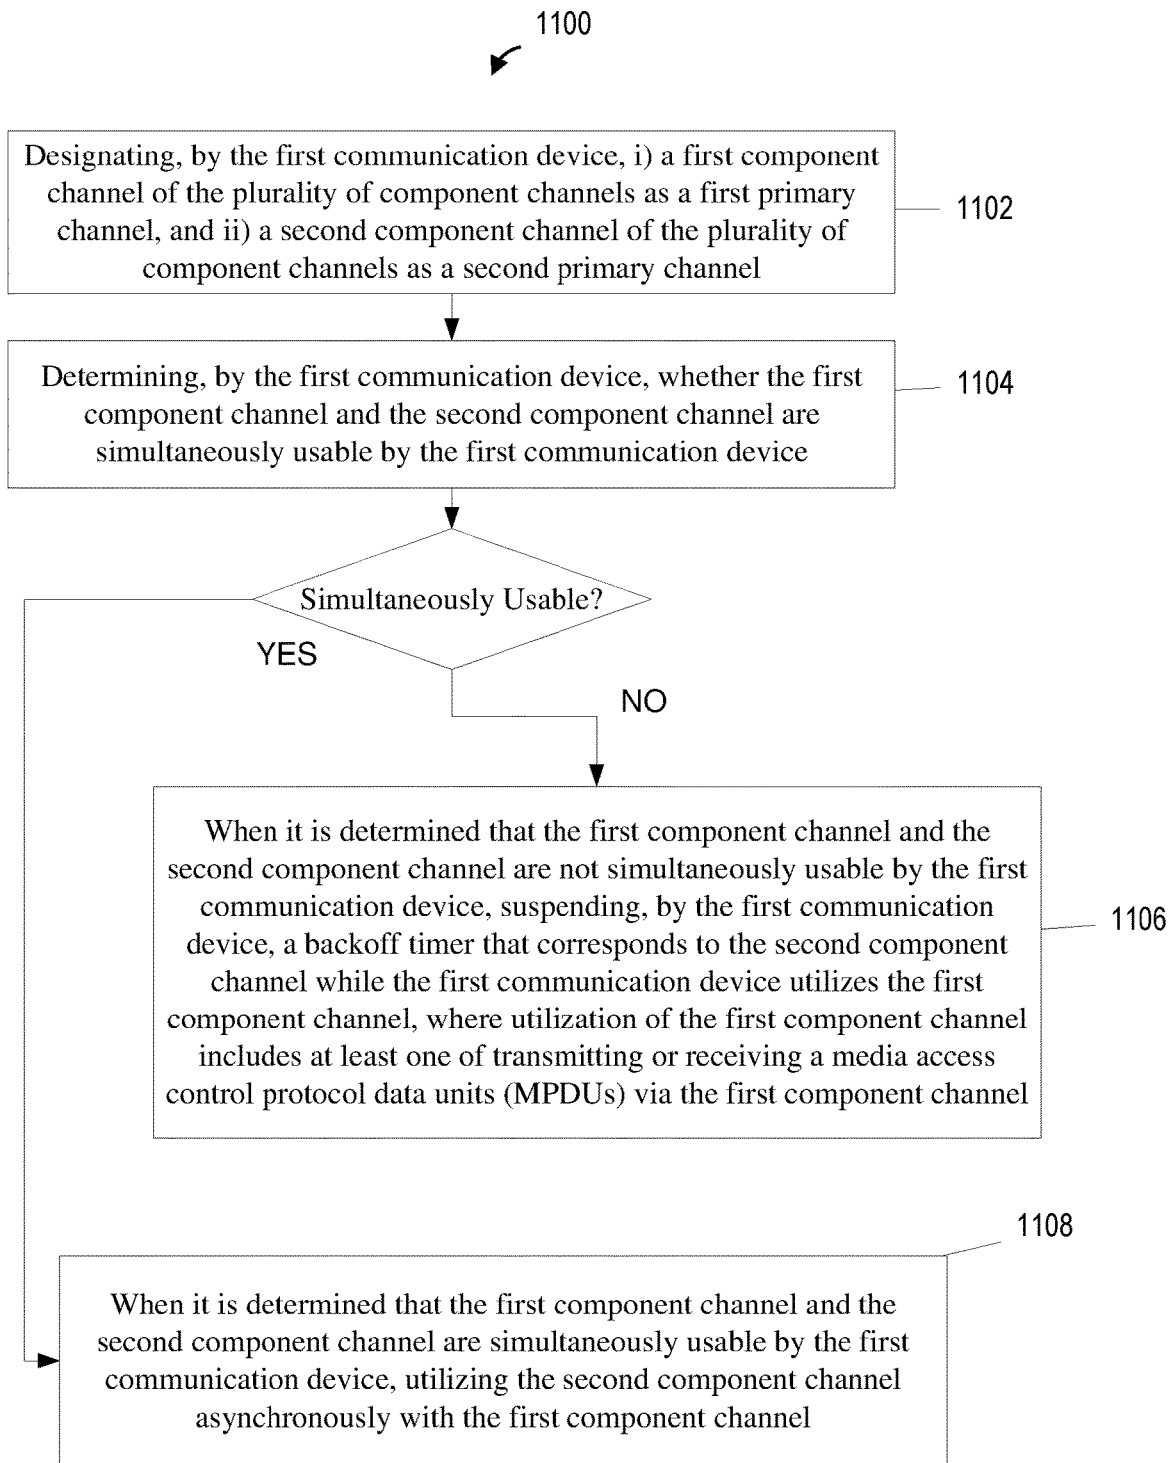 1100
Designating, by the first communication device, i) a first component
channel of the plurality of component channels as a first primary
channel, and ii) a second component channel of the plurality of
component channels as a second primary channel
1102
Determining, by the first communication device, whether the first
component channel and the second component channel are
simultaneously usable by the first communication device
1104
Simultaneously Usable?
YES
NO
When it is determined that the first component channel and the
second component channel are not simultaneously usable by the first
communication device, suspending, by the first communication
device, a backoff timer that corresponds to the second component
channel while the first communication device utilizes the first
component channel, where utilization of the first component channel
includes at least one of transmitting or receiving a media access
control protocol data units (MPDUs) via the first component channel
1106
1108
When it is determined that the first component channel and the
second component channel are simultaneously usable by the first
communication device, utilizing the second component channel
asynchronously with the first component channel